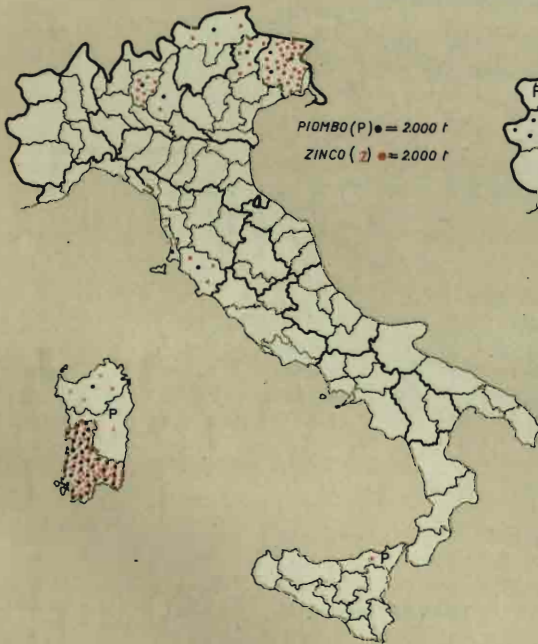 PIOMBO (P) ● = 2.000 t
ZINCO (Z) ● = 2.000 t
P
P
P